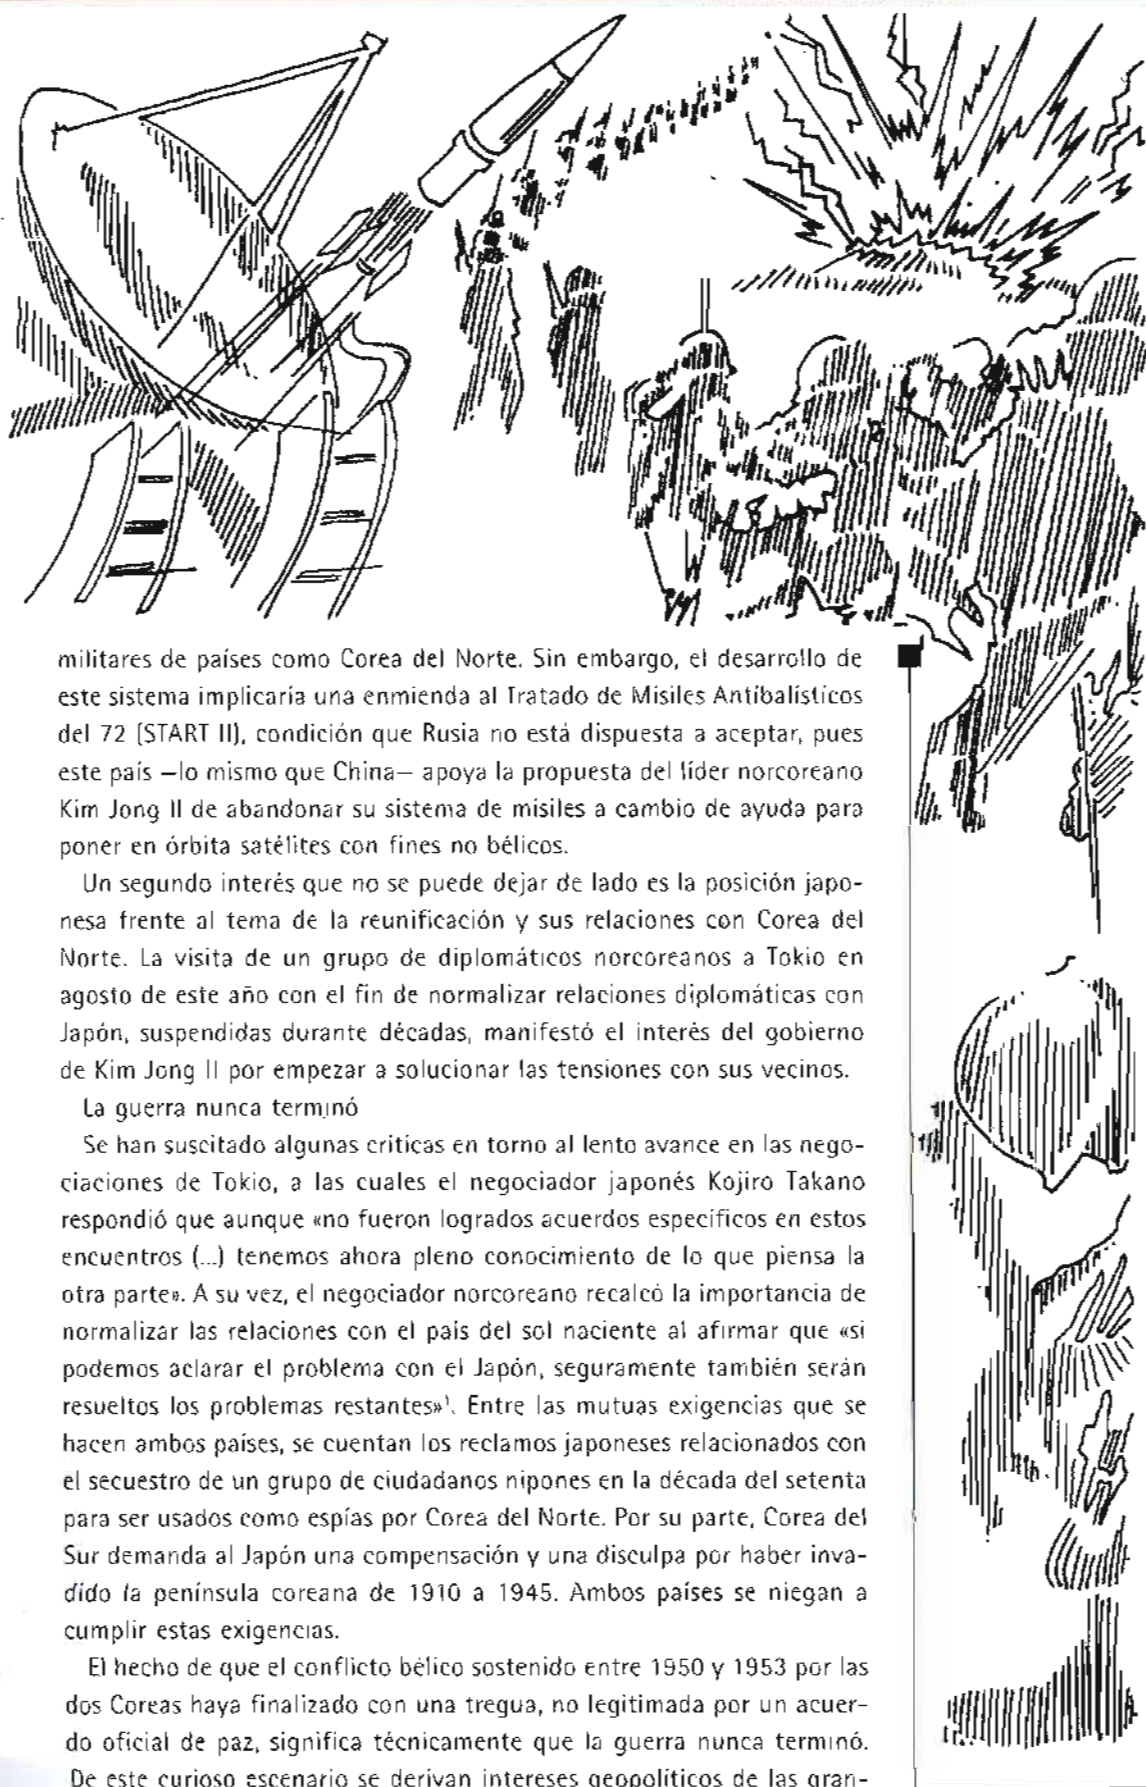 militares de países como Corea del Norte. Sin embargo, el desarrollo de
este sistema implicaría una enmienda al Tratado de Misiles Antibalísticos
del 72 (START II), condición que Rusia no está dispuesta a aceptar, pues
este país —lo mismo que China— apoya la propuesta del líder norcoreano
Kim Jong Il de abandonar su sistema de misiles a cambio de ayuda para
poner en órbita satélites con fines no bélicos.
Un segundo interés que no se puede dejar de lado es la posición japo-
nesa frente al tema de la reunificación y sus relaciones con Corea del
Norte. La visita de un grupo de diplomáticos norcoreanos a Tokio en
agosto de este año con el fin de normalizar relaciones diplomáticas con
Japón, suspendidas durante décadas, manifestó el interés del gobierno
de Kim Jong Il por empezar a solucionar las tensiones con sus vecinos.
La guerra nunca terminó
Se han suscitado algunas críticas en torno al lento avance en las nego-
ciaciones de Tokio, a las cuales el negociador japonés Kojiro Takano
respondió que aunque «no fueron logrados acuerdos específicos en estos
encuentros (...) tenemos ahora pleno conocimiento de lo que piensa la
otra parte». A su vez, el negociador norcoreano recalcó la importancia de
normalizar las relaciones con el país del sol naciente al afirmar que «si
podemos aclarar el problema con el Japón, seguramente también serán
resueltos los problemas restantes»¹. Entre las mutuas exigencias que se
hacen ambos países, se cuentan los reclamos japoneses relacionados con
el secuestro de un grupo de ciudadanos nipones en la década del setenta
para ser usados como espías por Corea del Norte. Por su parte, Corea del
Sur demanda al Japón una compensación y una disculpa por haber inva-
dido la península coreana de 1910 a 1945. Ambos países se niegan a
cumplir estas exigencias.
El hecho de que el conflicto bélico sostenido entre 1950 y 1953 por las
dos Coreas haya finalizado con una tregua, no legitimada por un acuer-
do oficial de paz, significa técnicamente que la guerra nunca terminó.
De este curioso escenario se derivan intereses geopolíticos de las gran-